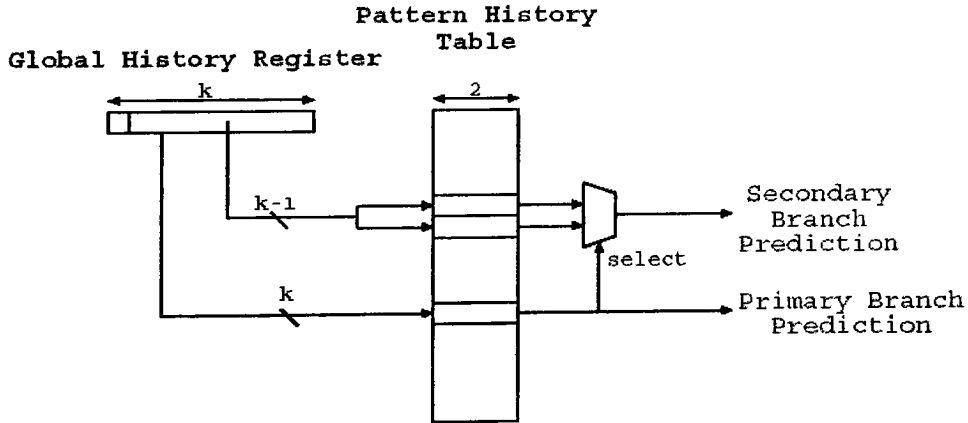 Pattern History
Table
Global History Register
k
2
k-1
Secondary
Branch
Prediction
select
k
Primary Branch
Prediction